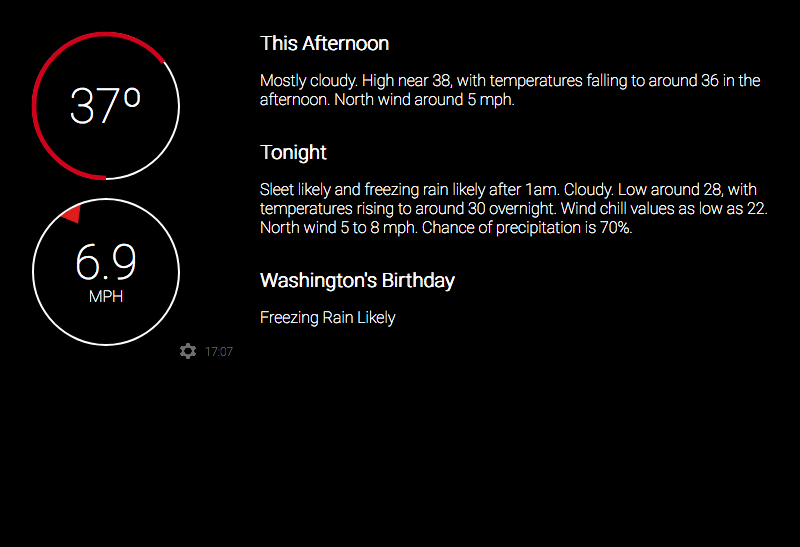 37º
6.9
MPH
17:07
This Afternoon
Mostly cloudy. High near 38, with temperatures falling to around 36 in the
afternoon. North wind around 5 mph.
Tonight
Sleet likely and freezing rain likely after 1am. Cloudy. Low around 28, with
temperatures rising to around 30 overnight. Wind chill values as low as 22.
North wind 5 to 8 mph. Chance of precipitation is 70%.
Washington's Birthday
Freezing Rain Likely